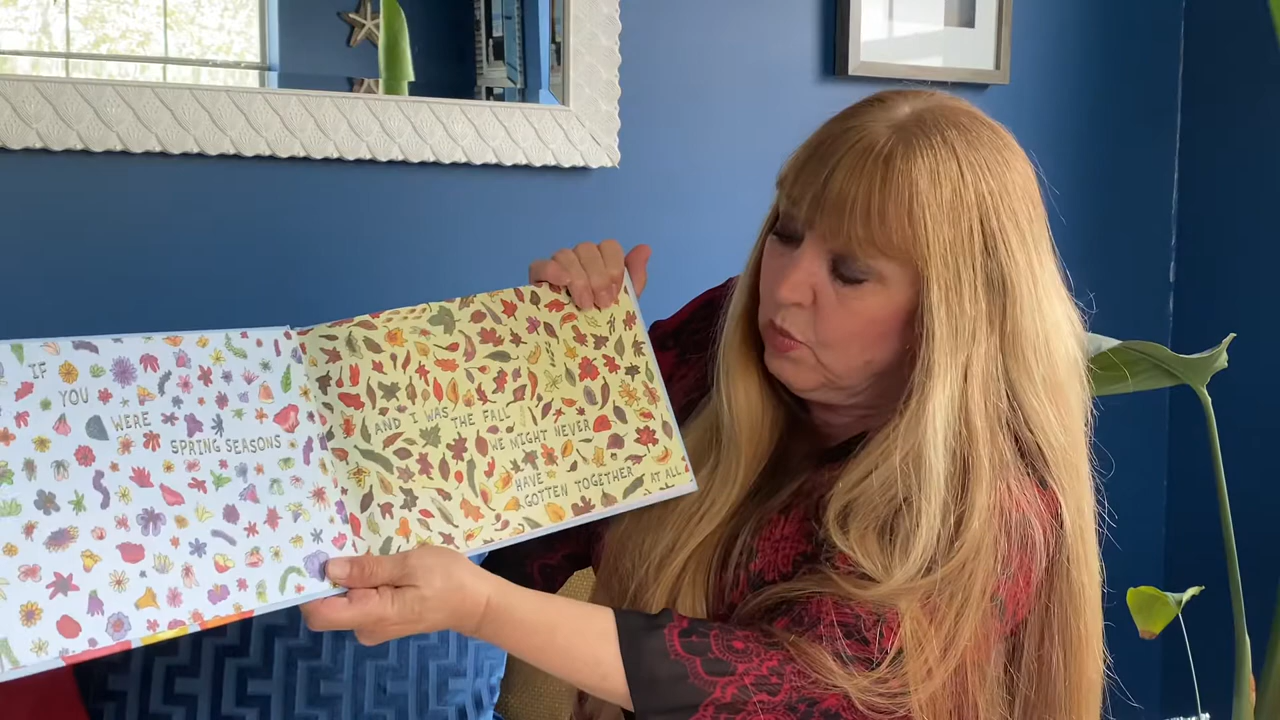 IF
YOU
WERE
SPRING SEASONS
AND I WAS THE FALL
WE MIGHT NEVER
HAVE
GOTTEN TOGETHER AT ALL.